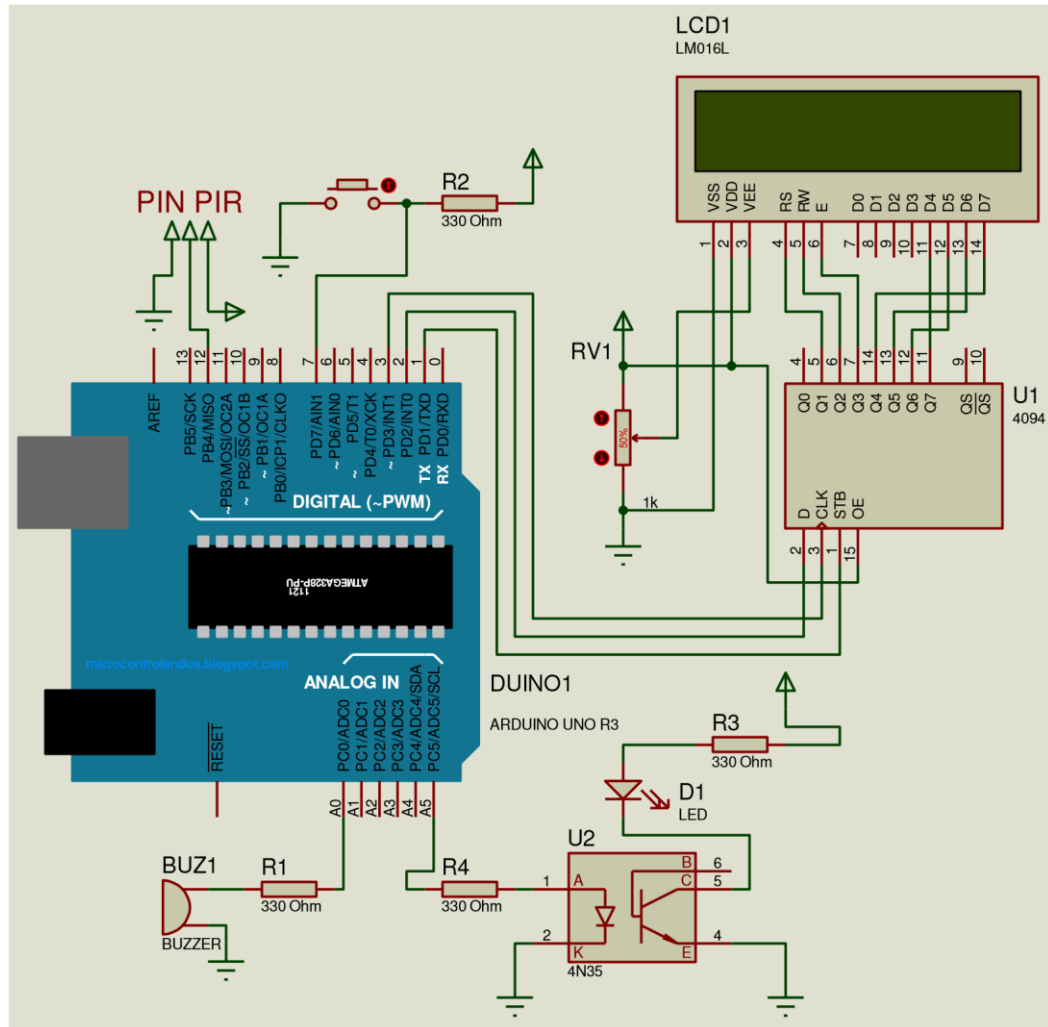 LCD1
LM016L
VSS
VDD
VEE
RS
RW
E
D0
D1
D2
D3
D4
D5
D6
D7
1
2
3
4
5
6
7
8
9
10
11
12
13
14
PIN PIR
R2
330 Ohm
RV1
50%
1k
4
5
6
7
14
13
12
11
9
10
Q0
Q1
Q2
Q3
Q4
Q5
Q6
Q7
QS
QS
U1
4094
D
CLK
STB
OE
2
3
1
15
13
12
11
10
9
8
7
6
5
4
3
2
1
0
AREF
PB5/SCK
PB4/MISO
~PB3/MOSI/OC2A
~ PB2/SS/OC1B
~ PB1/OC1A
PB0/ICP1/CLKO
PD7/AIN1
~ PD6/AIN0
~ PD5/T1
PD4/T0/XCK
~ PD3/INT1
PD2/INT0
TX PD1/TXD
RX PD0/RXD
DIGITAL (~PWM)
ATMEGA328P-PU
1121
microcontrolandos.blogspot.com
ANALOG IN
DUINO1
ARDUINO UNO R3
RESET
PC0/ADC0
PC1/ADC1
PC2/ADC2
PC3/ADC3
PC4/ADC4/SDA
PC5/ADC5/SCL
A0
A1
A2
A3
A4
A5
R3
330 Ohm
D1
LED
BUZ1
BUZZER
R1
330 Ohm
R4
330 Ohm
U2
1
2
A
K
B
C
E
6
5
4
4N35